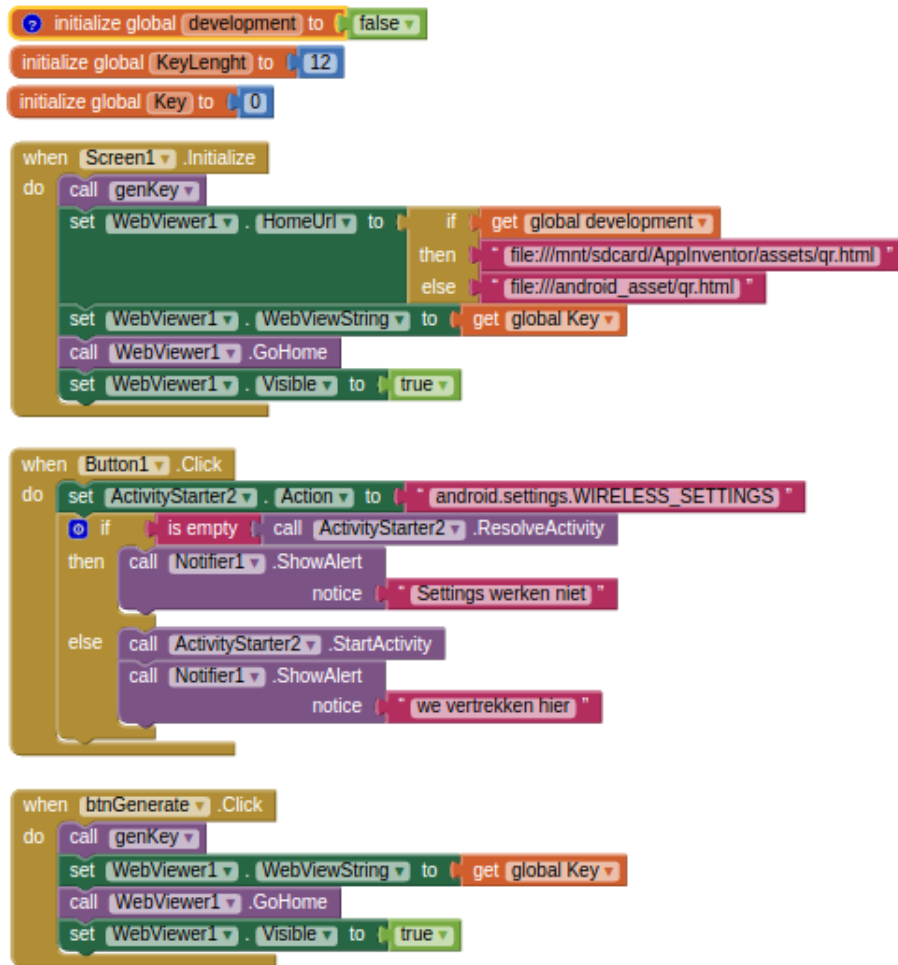 initialize global development to false
initialize global KeyLenght to 12
initialize global Key to 0
when Screen1 .Initialize
do call genKey
set WebViewer1 . HomeUrl to if get global development
then " file:///mnt/sdcard/AppInventor/assets/qr.html "
else " file:///android_asset/qr.html "
set WebViewer1 . WebViewString to get global Key
call WebViewer1 .GoHome
set WebViewer1 . Visible to true
when Button1 .Click
do set ActivityStarter2 . Action to " android.settings.WIRELESS_SETTINGS "
if is empty call ActivityStarter2 .ResolveActivity
then call Notifier1 .ShowAlert
notice " Settings werken niet "
else call ActivityStarter2 .StartActivity
call Notifier1 .ShowAlert
notice " we vertrekken hier "
when btnGenerate .Click
do call genKey
set WebViewer1 . WebViewString to get global Key
call WebViewer1 .GoHome
set WebViewer1 . Visible to true